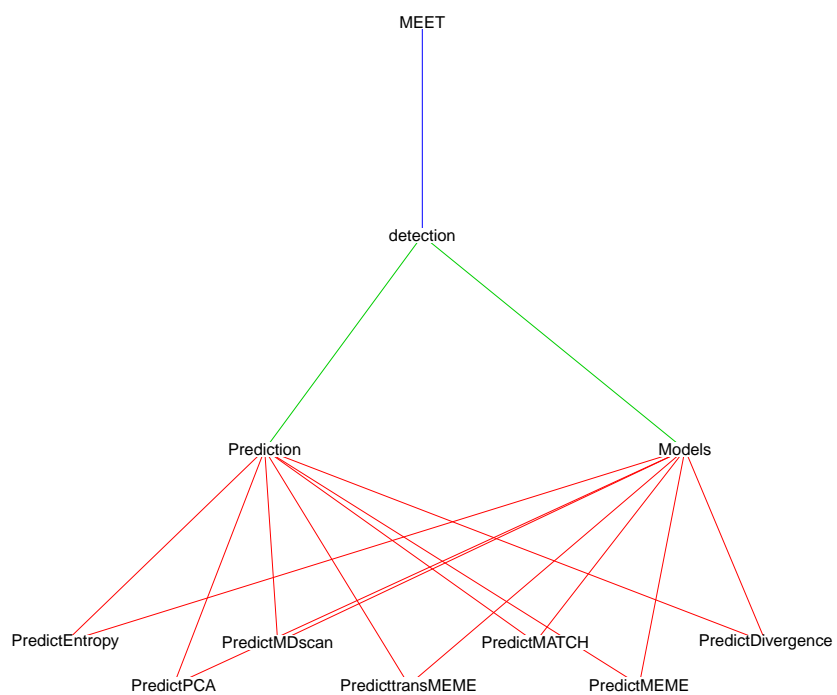 MEET
detection
Prediction
Models
PredictEntropy
PredictMDscan
PredictMATCH
PredictDivergence
PredictPCA
PredicttransMEME
PredictMEME